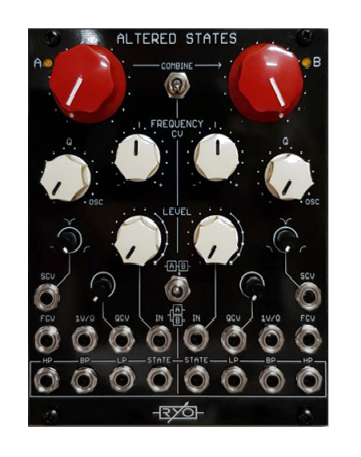 ALTERED STATES
A COMBINE B
FREQUENCY
CV
Q Q
OSC OSC
LEVEL
A B
SCV SCV
A
B
FCV 1V/O QCV IN IN QCV 1V/O FCV
HP BP LP STATE STATE LP BP HP
RYO